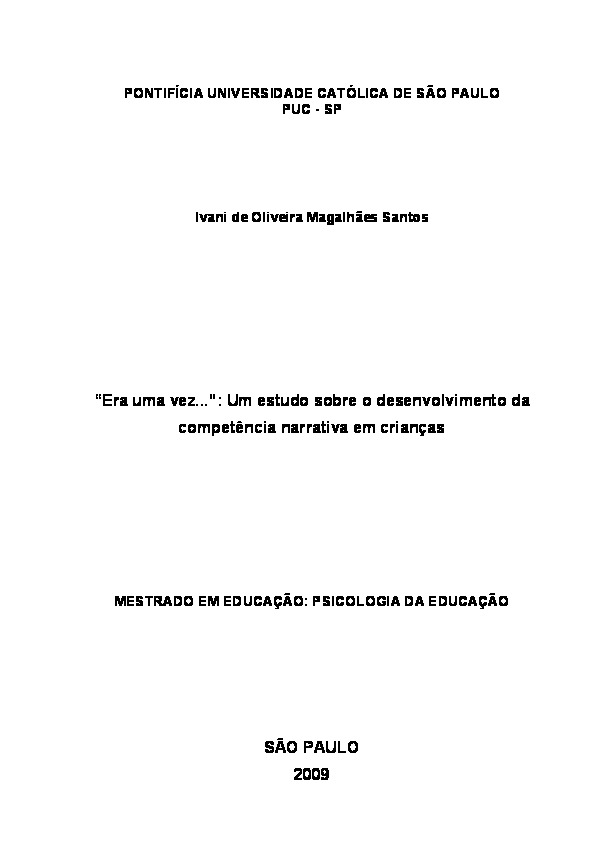 PONTIFÍCIA UNIVERSIDADE CATÓLICA DE SÃO PAULO
PUC - SP
Ivani de Oliveira Magalhães Santos
“Era uma vez...”: Um estudo sobre o desenvolvimento da
competência narrativa em crianças
MESTRADO EM EDUCAÇÃO: PSICOLOGIA DA EDUCAÇÃO
SÃO PAULO
2009